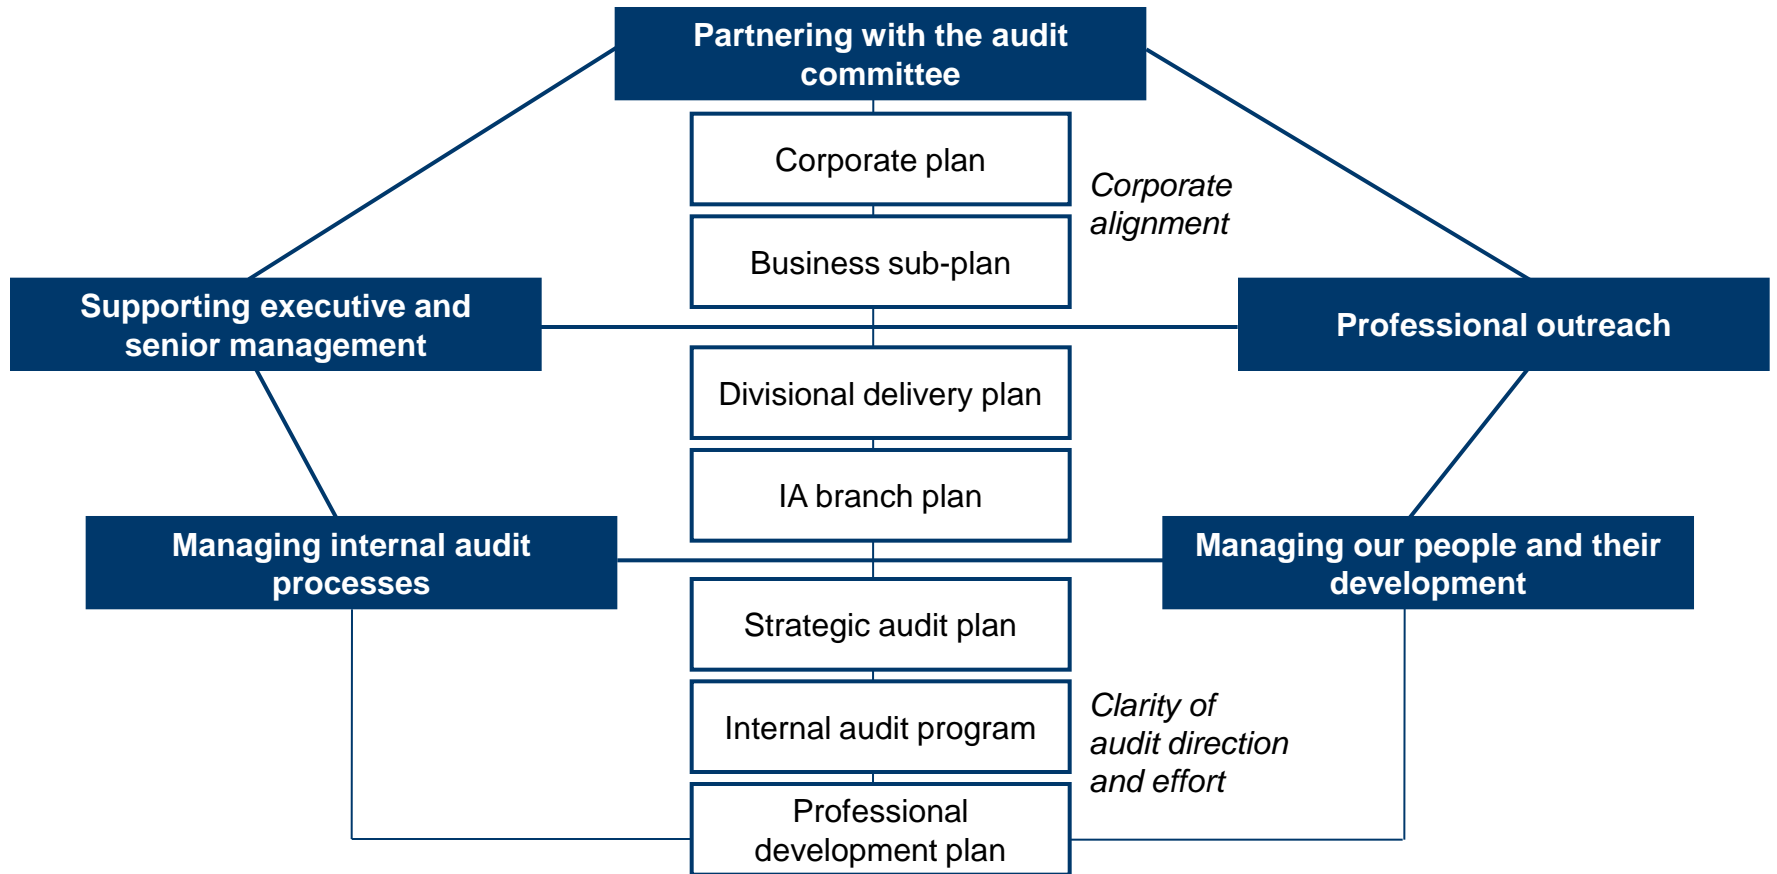 Partnering with the audit
committee
Corporate plan
Corporate
alignment
Business sub-plan
Supporting executive and
senior management
Professional outreach
Divisional delivery plan
IA branch plan
Managing internal audit
processes
Managing our people and their
development
Strategic audit plan
Internal audit program
Clarity of
audit direction
and effort
Professional
development plan